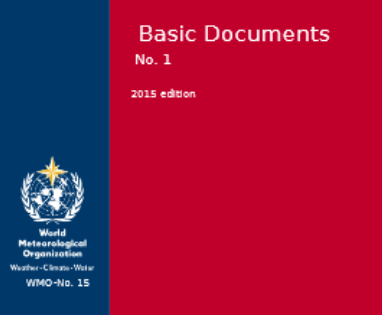 Basic Documents
No. 1
2015 edition
World
Meteorological
Organization
Weather • Climate • Water
WMO-No. 15